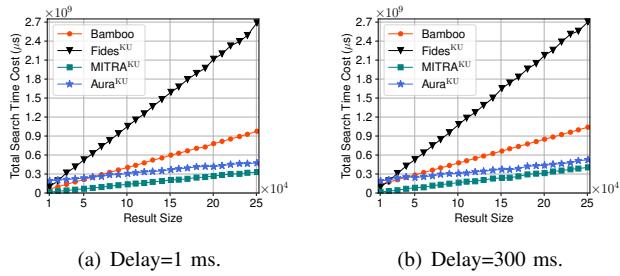 ×10⁹
2.7
2.4
2.1
1.8
1.5
1.2
0.9
0.6
0.3
0
Total Search Time Cost (μs)
Bamboo
Fides^KU
MITRA^KU
Aura^KU
1 5 10 15 20 25
×10⁴
Result Size
(a) Delay=1 ms.
×10⁹
2.7
2.4
2.1
1.8
1.5
1.2
0.9
0.6
0.3
0
Total Search Time Cost (μs)
Bamboo
Fides^KU
MITRA^KU
Aura^KU
1 5 10 15 20 25
×10⁴
Result Size
(b) Delay=300 ms.